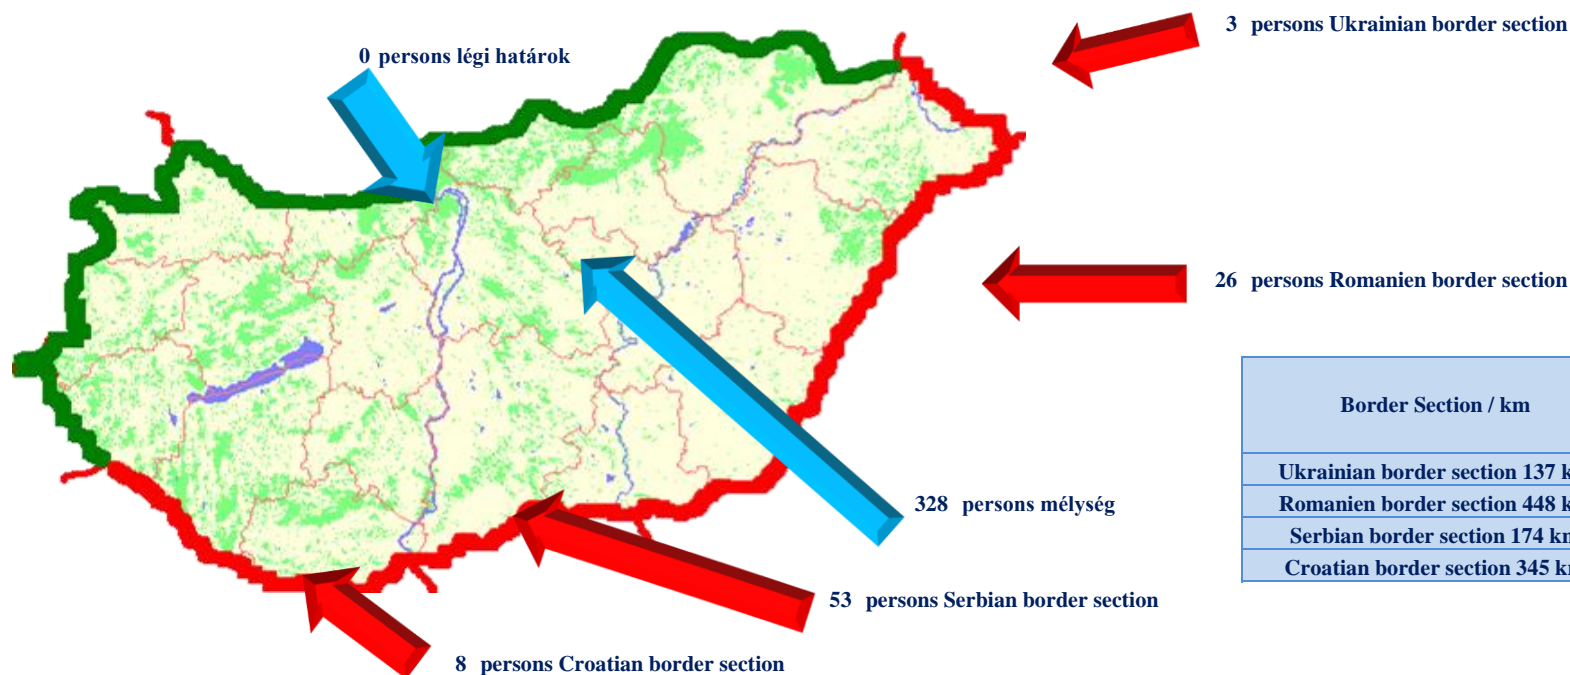 3 persons Ukrainian border section
0 persons légi határok
26 persons Romanien border section
Border Section / km
Ukrainian border section 137 k
Romanien border section 448 k
Serbian border section 174 km
Croatian border section 345 k
328 persons mélység
53 persons Serbian border section
8 persons Croatian border section